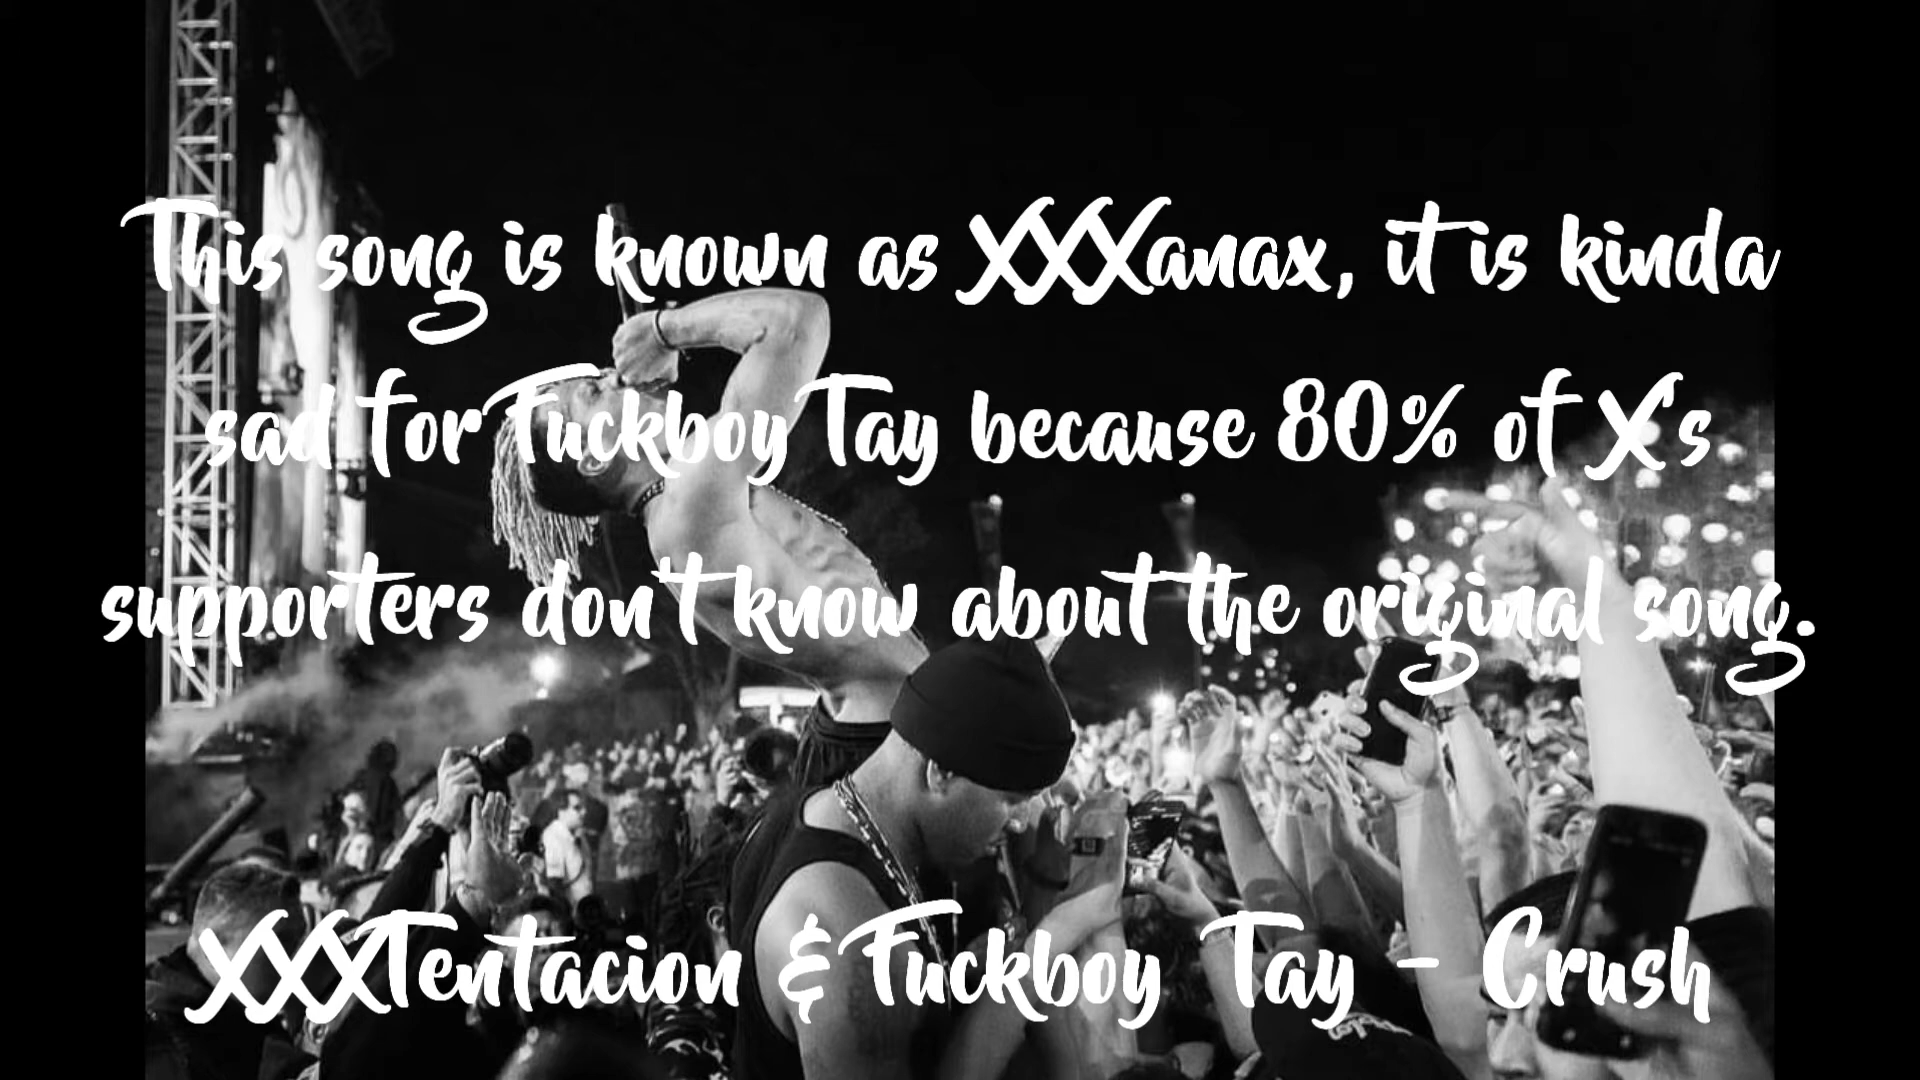 This song is known as XXXanax, it is kinda
sad for Fuckboy Tay because 80% of X's
supporters don't know about the original song.
XXXTentacion & Fuckboy Tay - Crush